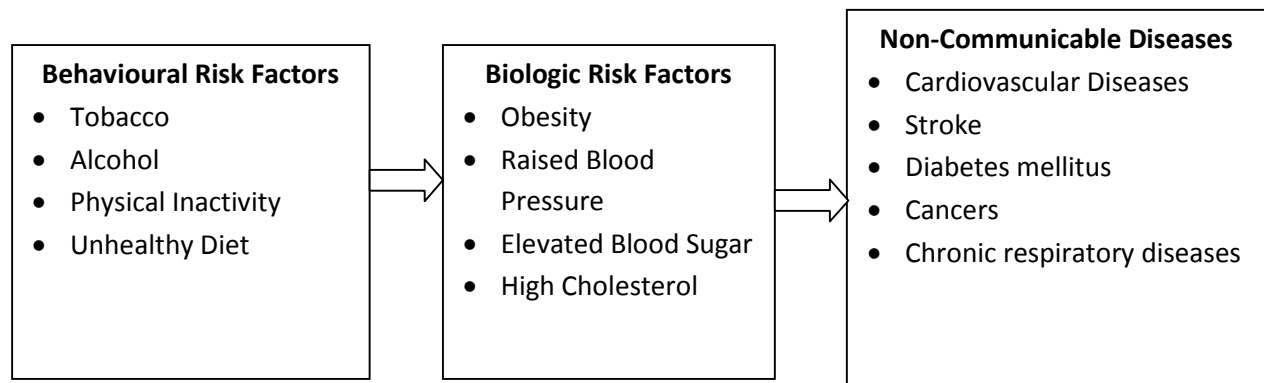 Behavioural Risk Factors
• Tobacco
• Alcohol
• Physical Inactivity
• Unhealthy Diet
Biologic Risk Factors
• Obesity
• Raised Blood
Pressure
• Elevated Blood Sugar
• High Cholesterol
Non-Communicable Diseases
• Cardiovascular Diseases
• Stroke
• Diabetes mellitus
• Cancers
• Chronic respiratory diseases